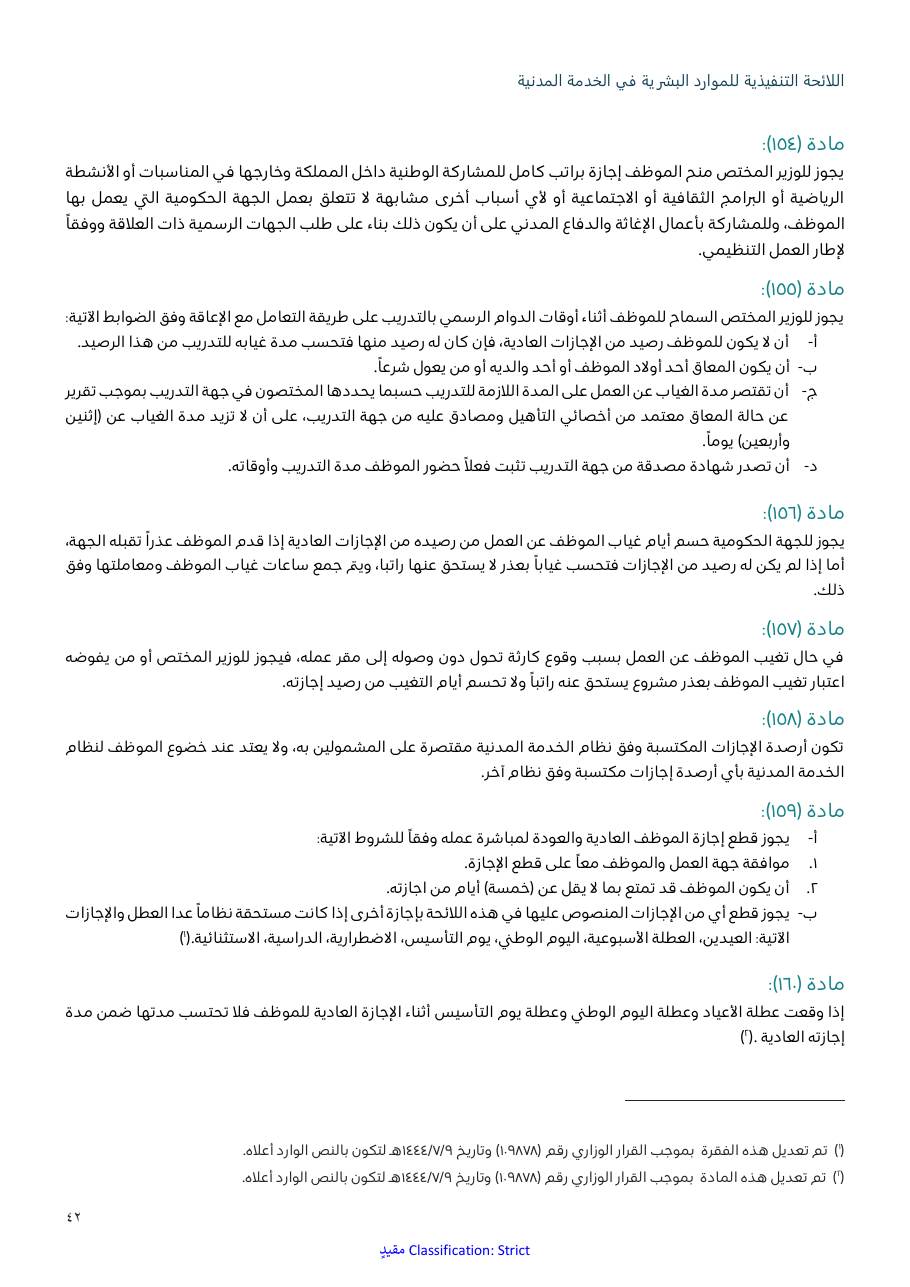 اللائحة التنفيذية للموارد البشرية في الخدمة المدنية
مادة (١٥٤):
يجوز للوزير المختص منح الموظف إجازة براتب كامل للمشاركة الوطنية داخل المملكة وخارجها في المناسبات أو الأنشطة
الرياضية أو البرامج الثقافية أو الاجتماعية أو لأي أسباب أخرى مشابهة لا تتعلق بعمل الجهة الحكومية التي يعمل بها
الموظف، وللمشاركة بأعمال الإغاثة والدفاع المدني على أن يكون ذلك بناء على طلب الجهات الرسمية ذات العلاقة ووفقاً
لإطار العمل التنظيمي.
مادة (١٥٥):
يجوز للوزير المختص السماح للموظف أثناء أوقات الدوام الرسمي بالتدريب على طريقة التعامل مع الإعاقة وفق الضوابط الآتية:
أ- أن لا يكون للموظف رصيد من الإجازات العادية، فإن كان له رصيد منها فتحسب مدة غيابه للتدريب من هذا الرصيد.
ب- أن يكون المعاق أحد أولاد الموظف أو أحد والديه أو من يعول شرعاً.
ج- أن تقتصر مدة الغياب عن العمل على المدة اللازمة للتدريب حسبما يحددها المختصون في جهة التدريب بموجب تقرير
عن حالة المعاق معتمد من أخصائي التأهيل ومصادق عليه من جهة التدريب، على أن لا تزيد مدة الغياب عن (إثنين
وأربعين) يوماً.
د- أن تصدر شهادة مصدقة من جهة التدريب تثبت فعلاً حضور الموظف مدة التدريب وأوقاته.
مادة (١٥٦):
يجوز للجهة الحكومية حسم أيام غياب الموظف عن العمل من رصيده من الإجازات العادية إذا قدم الموظف عذراً تقبله الجهة،
أما إذا لم يكن له رصيد من الإجازات فتحسب غياباً بعذر لا يستحق عنها راتبا، ويتم جمع ساعات غياب الموظف ومعاملتها وفق
ذلك.
مادة (١٥٧):
في حال تغيب الموظف عن العمل بسبب وقوع كارثة تحول دون وصوله إلى مقر عمله، فيجوز للوزير المختص أو من يفوضه
اعتبار تغيب الموظف بعذر مشروع يستحق عنه راتباً ولا تحسم أيام التغيب من رصيد إجازته.
مادة (١٥٨):
تكون أرصدة الإجازات المكتسبة وفق نظام الخدمة المدنية مقتصرة على المشمولين به، ولا يعتد عند خضوع الموظف لنظام
الخدمة المدنية بأي أرصدة إجازات مكتسبة وفق نظام آخر.
مادة (١٥٩):
أ- يجوز قطع إجازة الموظف العادية والعودة لمباشرة عمله وفقاً للشروط الآتية:
١. موافقة جهة العمل والموظف معاً على قطع الإجازة.
٢. أن يكون الموظف قد تمتع بما لا يقل عن (خمسة) أيام من اجازته.
ب- يجوز قطع أي من الإجازات المنصوص عليها في هذه اللائحة بإجازة أخرى إذا كانت مستحقة نظاماً عدا العطل والإجازات
الآتية: العيدين، العطلة الأسبوعية، اليوم الوطني، يوم التأسيس، الاضطرارية، الدراسية، الاستثنائية.(١)
مادة (١٦٠):
إذا وقعت عطلة الأعياد وعطلة اليوم الوطني وعطلة يوم التأسيس أثناء الإجازة العادية للموظف فلا تحتسب مدتها ضمن مدة
إجازته العادية .(٢)
(١) تم تعديل هذه الفقرة بموجب القرار الوزاري رقم (١٠٩٨٧٨) وتاريخ ١٤٤٤/٧/٩هـ لتكون بالنص الوارد أعلاه.
(٢) تم تعديل هذه المادة بموجب القرار الوزاري رقم (١٠٩٨٧٨) وتاريخ ١٤٤٤/٧/٩هـ لتكون بالنص الوارد أعلاه.
٤٢
Classification: Strict مقيدٍ